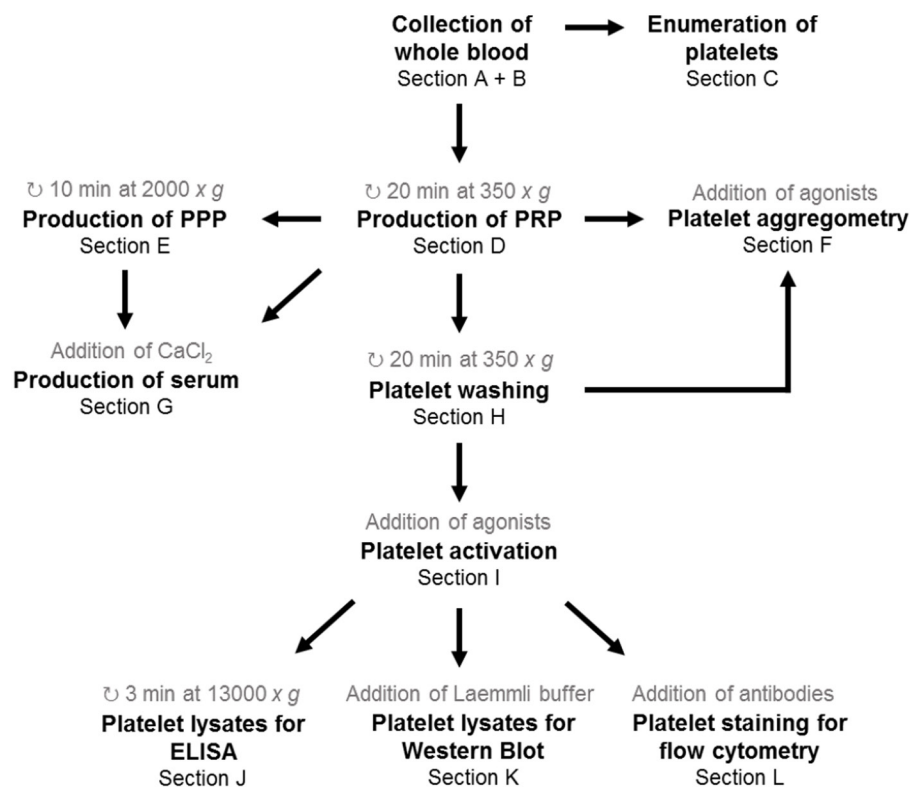 Collection of
whole blood
Section A + B
Enumeration of
platelets
Section C
↻ 10 min at 2000 x g
Production of PPP
Section E
↻ 20 min at 350 x g
Production of PRP
Section D
Addition of agonists
Platelet aggregometry
Section F
Addition of CaCl₂
Production of serum
Section G
↻ 20 min at 350 x g
Platelet washing
Section H
Addition of agonists
Platelet activation
Section I
↻ 3 min at 13000 x g
Platelet lysates for
ELISA
Section J
Addition of Laemmli buffer
Platelet lysates for
Western Blot
Section K
Addition of antibodies
Platelet staining for
flow cytometry
Section L